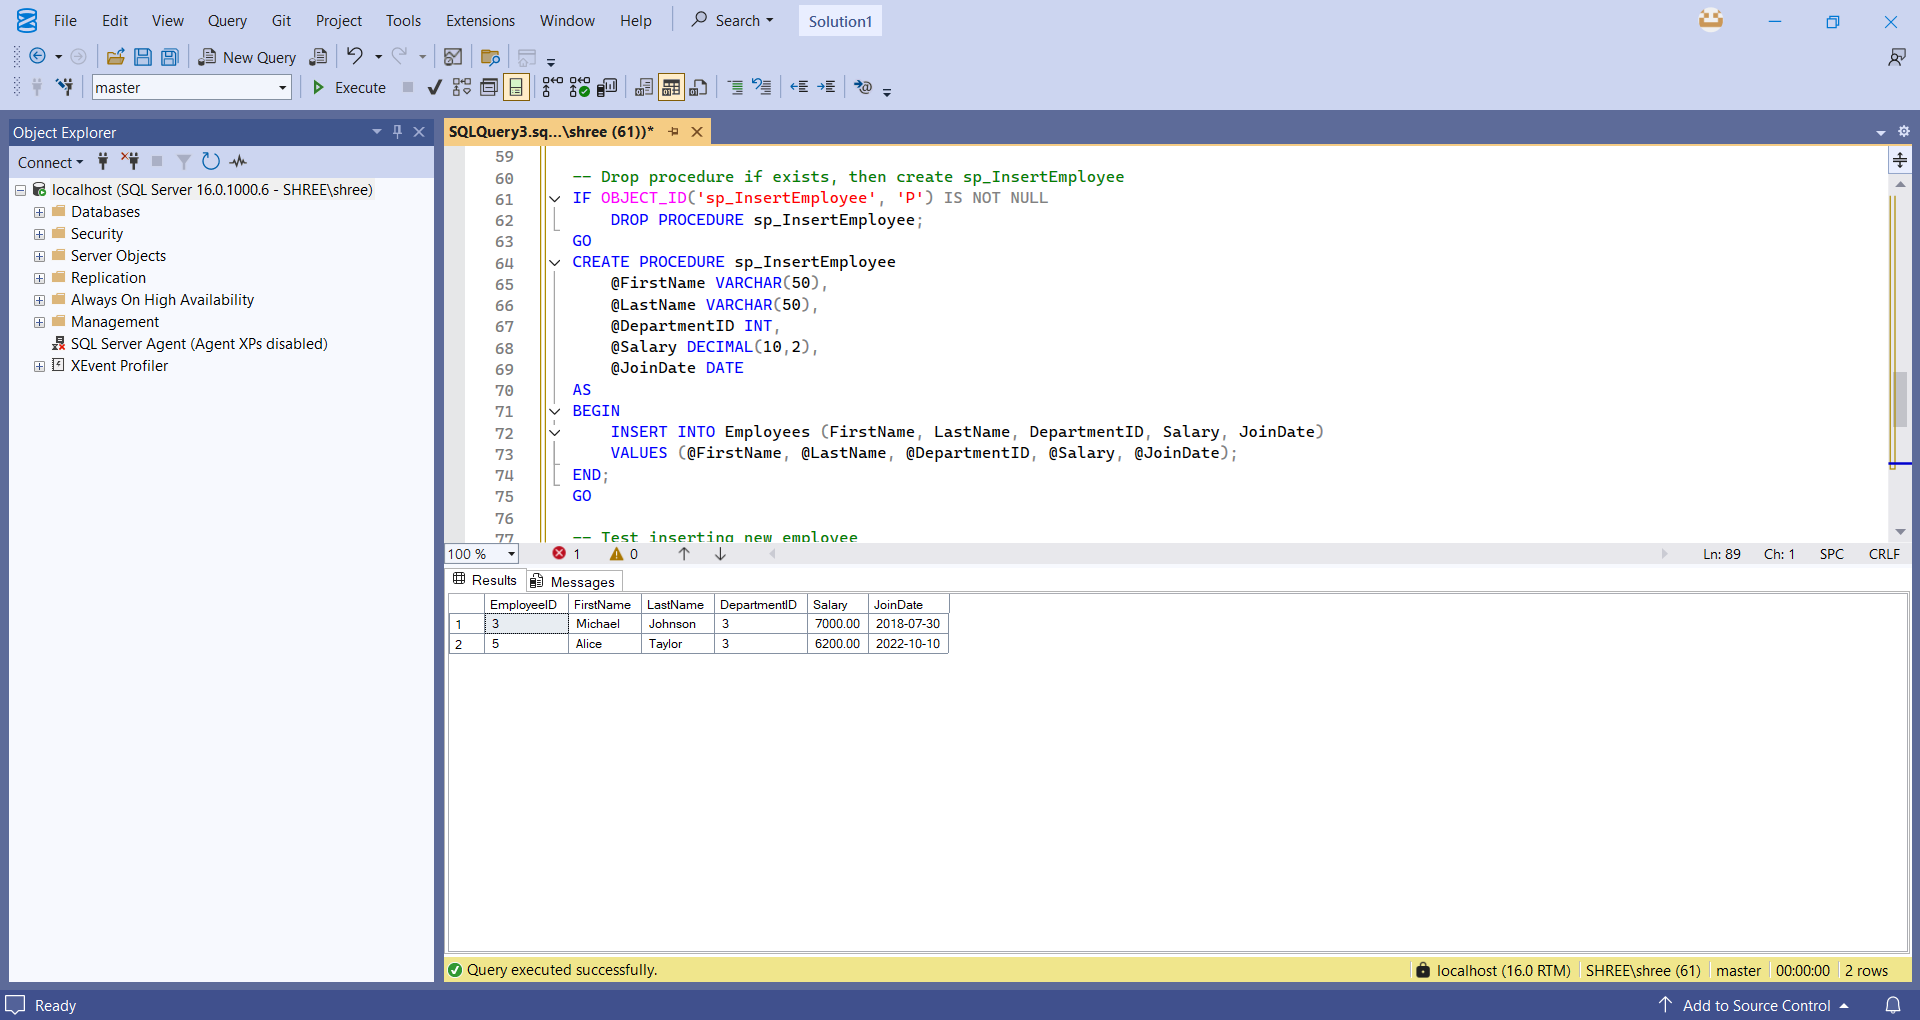 File Edit View Query Git Project Tools Extensions Window Help Search Solution1
New Query
master Execute
Object Explorer
Connect
localhost (SQL Server 16.0.1000.6 - SHREE\shree)
Databases
Security
Server Objects
Replication
Always On High Availability
Management
SQL Server Agent (Agent XPs disabled)
XEvent Profiler
SQLQuery3.sq...\shree (61))*
59
60 -- Drop procedure if exists, then create sp_InsertEmployee
61 IF OBJECT_ID('sp_InsertEmployee', 'P') IS NOT NULL
62 DROP PROCEDURE sp_InsertEmployee;
63 GO
64 CREATE PROCEDURE sp_InsertEmployee
65 @FirstName VARCHAR(50),
66 @LastName VARCHAR(50),
67 @DepartmentID INT,
68 @Salary DECIMAL(10,2),
69 @JoinDate DATE
70 AS
71 BEGIN
72 INSERT INTO Employees (FirstName, LastName, DepartmentID, Salary, JoinDate)
73 VALUES (@FirstName, @LastName, @DepartmentID, @Salary, @JoinDate);
74 END;
75 GO
76
77 -- Test inserting new employee
100 % 1 0 Ln: 89 Ch: 1 SPC CRLF
Results Messages
EmployeeID FirstName LastName DepartmentID Salary JoinDate
1 3 Michael Johnson 3 7000.00 2018-07-30
2 5 Alice Taylor 3 6200.00 2022-10-10
Query executed successfully. localhost (16.0 RTM) SHREE\shree (61) master 00:00:00 2 rows
Ready Add to Source Control